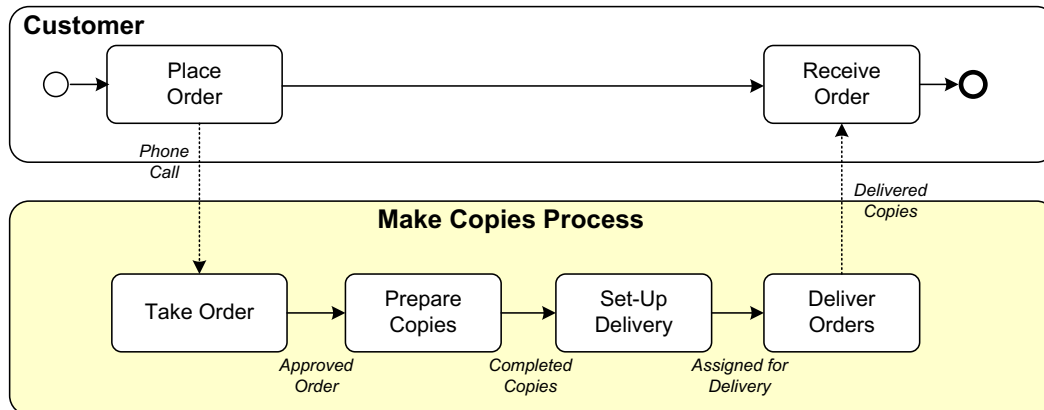 Customer
Place
Order
Receive
Order
Phone
Call
Delivered
Copies
Make Copies Process
Take Order
Prepare
Copies
Set-Up
Delivery
Deliver
Orders
Approved
Order
Completed
Copies
Assigned for
Delivery